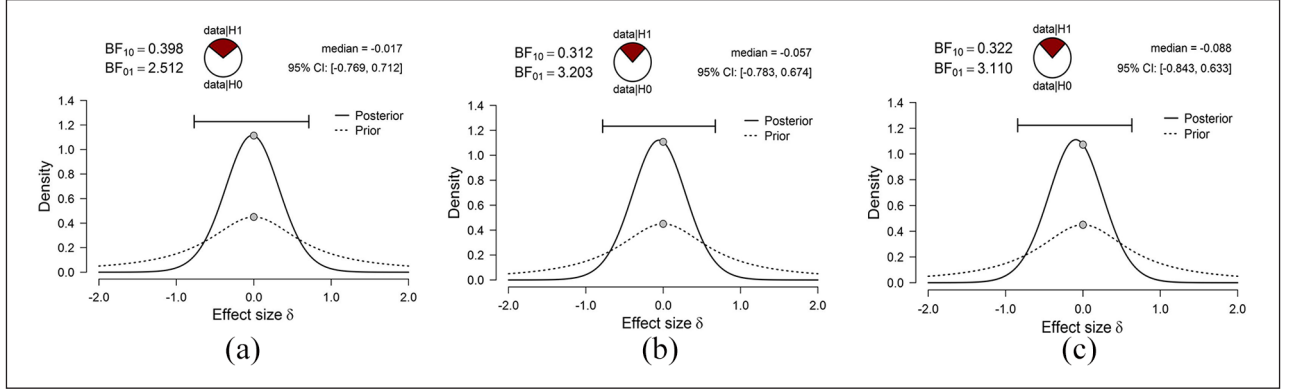 data|H1
BF10 = 0.398
BF01 = 2.512
median = -0.017
95% CI: [-0.769, 0.712]
data|H0
Posterior
Prior
1.4
1.2
1.0
0.8
0.6
0.4
0.2
0.0
Density
-2.0 -1.0 0.0 1.0 2.0
Effect size δ
(a)
data|H1
BF10 = 0.312
BF01 = 3.203
median = -0.057
95% CI: [-0.783, 0.674]
data|H0
Posterior
Prior
1.4
1.2
1.0
0.8
0.6
0.4
0.2
0.0
Density
-2.0 -1.0 0.0 1.0 2.0
Effect size δ
(b)
data|H1
BF10 = 0.322
BF01 = 3.110
median = -0.088
95% CI: [-0.843, 0.633]
data|H0
Posterior
Prior
1.4
1.2
1.0
0.8
0.6
0.4
0.2
0.0
Density
-2.0 -1.0 0.0 1.0 2.0
Effect size δ
(c)